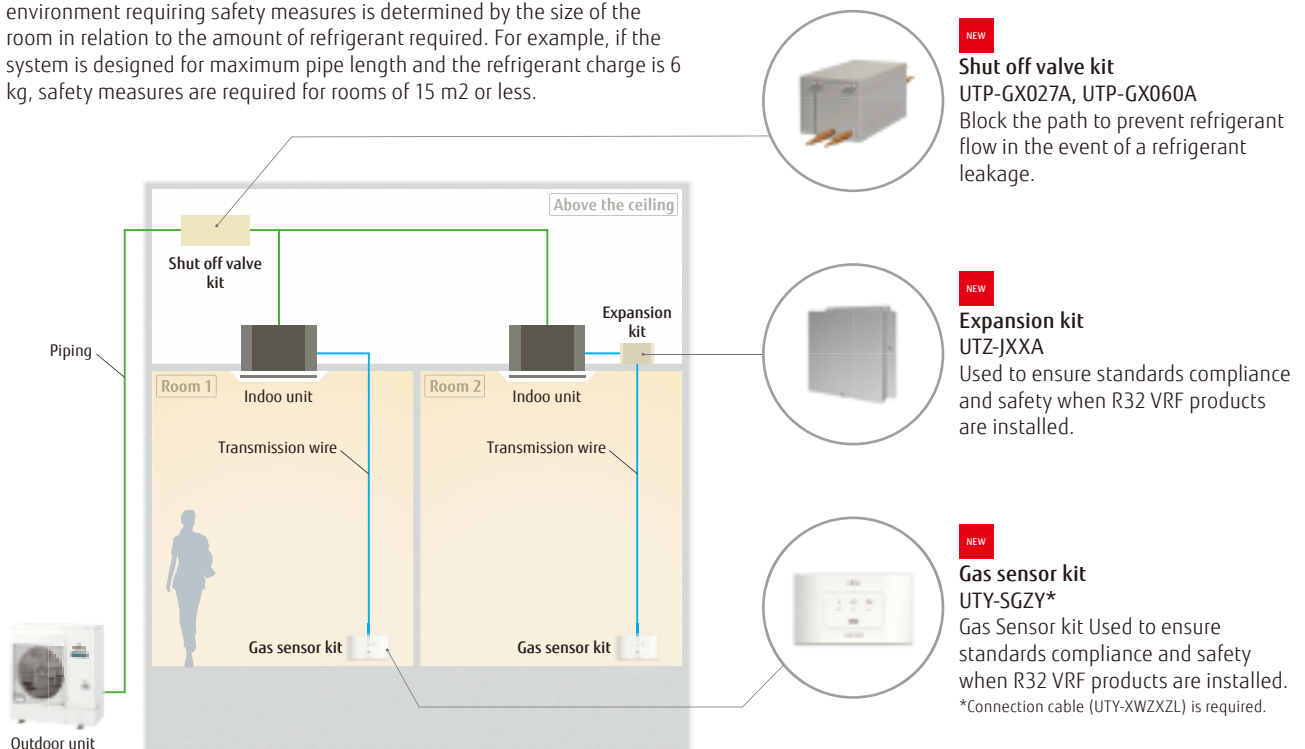 environment requiring safety measures is determined by the size of the
room in relation to the amount of refrigerant required. For example, if the
system is designed for maximum pipe length and the refrigerant charge is 6
kg, safety measures are required for rooms of 15 m2 or less.
NEW
Shut off valve kit
UTP-GX027A, UTP-GX060A
Block the path to prevent refrigerant
flow in the event of a refrigerant
leakage.
Above the ceiling
Shut off valve
kit
Expansion
kit
Piping
Room 1
Indoo unit
Room 2
Indoo unit
Transmission wire
Transmission wire
Gas sensor kit
Gas sensor kit
Outdoor unit
NEW
Expansion kit
UTZ-JXXA
Used to ensure standards compliance
and safety when R32 VRF products
are installed.
NEW
Gas sensor kit
UTY-SGZY*
Gas Sensor kit Used to ensure
standards compliance and safety
when R32 VRF products are installed.
*Connection cable (UTY-XWZXZL) is required.